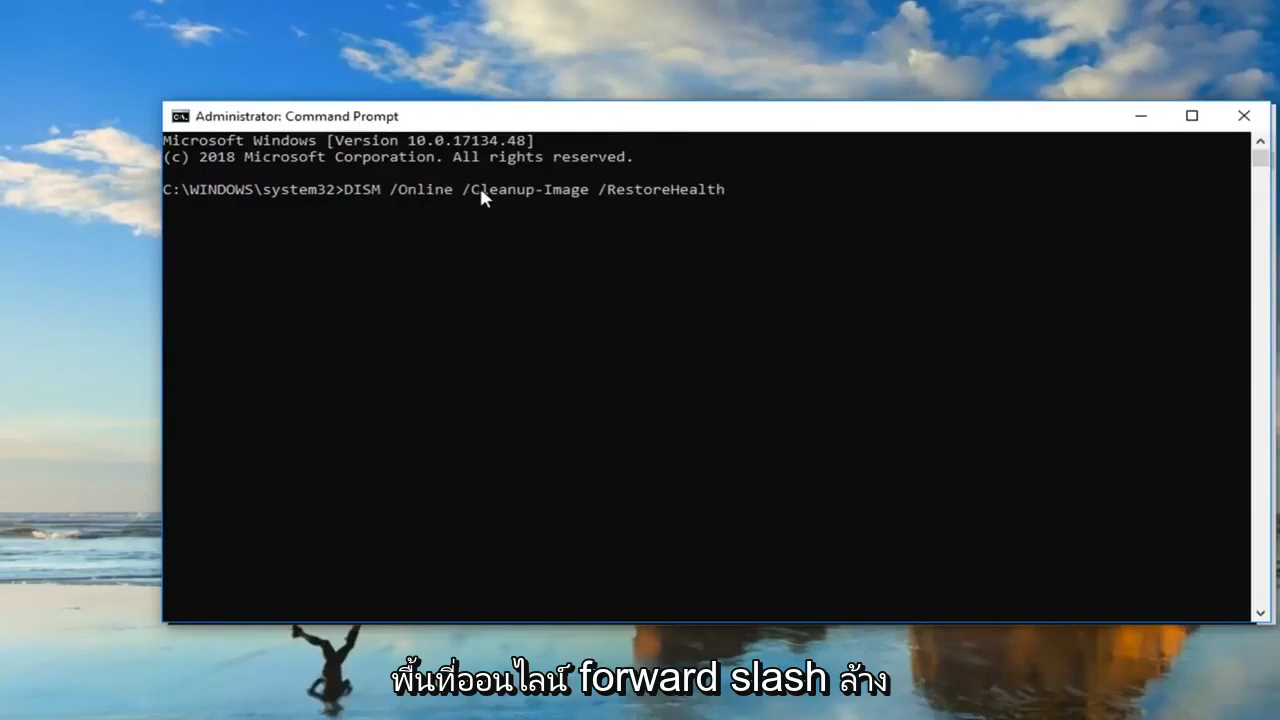 Administrator: Command Prompt
Microsoft Windows [Version 10.0.17134.48]
(c) 2018 Microsoft Corporation. All rights reserved.
C:\WINDOWS\system32>DISM /Online /Cleanup-Image /RestoreHealth
พื้นที่ออนไลน์ forward slash ล้าง